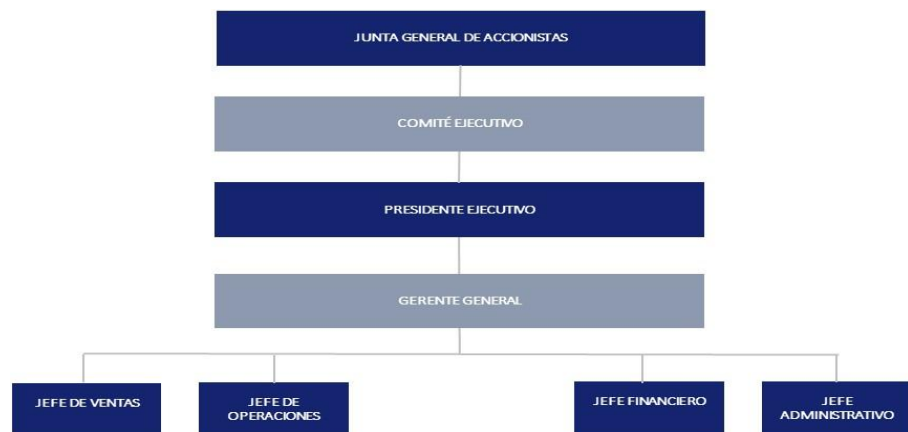 JUNTA GENERAL DE ACCIONISTAS
COMITÉ EJECUTIVO
PRESIDENTE EJECUTIVO
GERENTE GENERAL
JEFE DE VENTAS
JEFE DE
OPERACIONES
JEFE FINANCIERO
JEFE
ADMINISTRATIVO